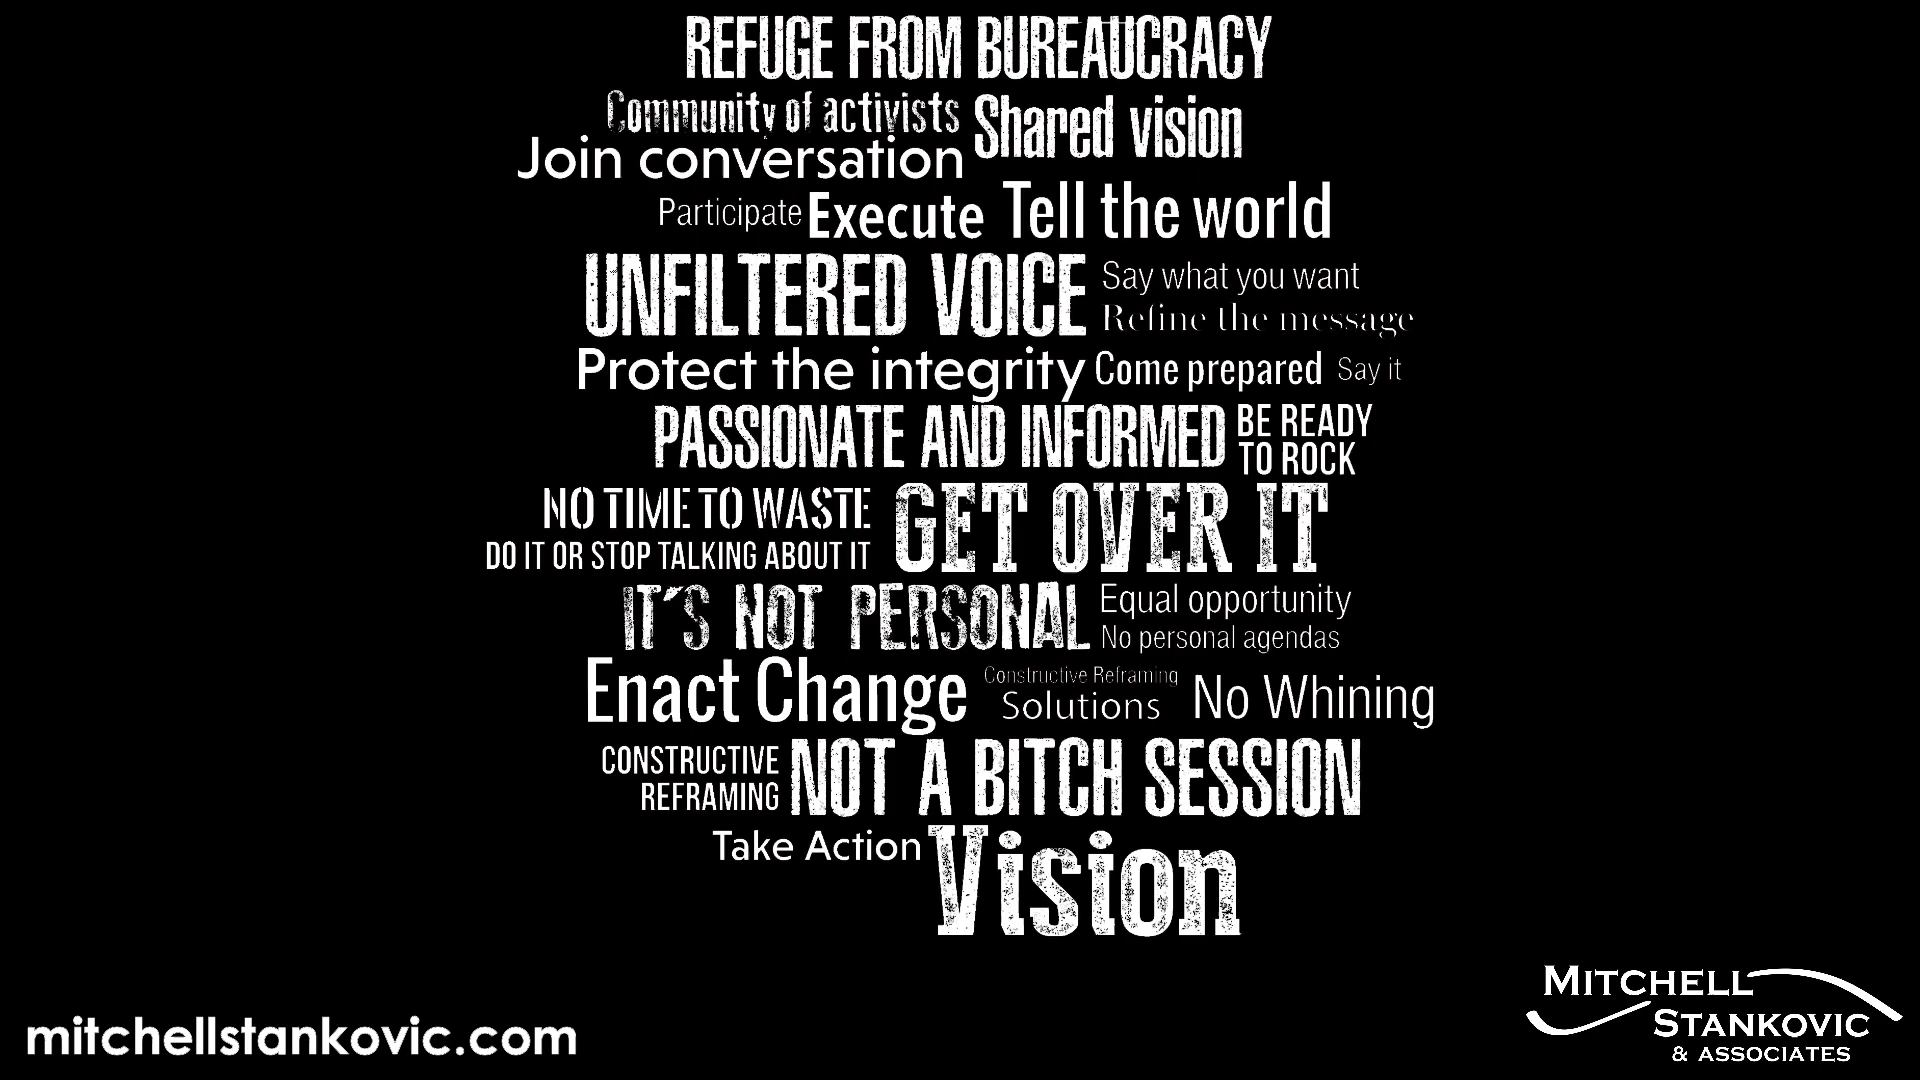 REFUGE FROM BUREAUCRACY
Community of activists
Shared vision
Join conversation
Participate
Execute
Tell the world
UNFILTERED VOICE
Say what you want
Refine the message
Protect the integrity
Come prepared
Say it
PASSIONATE AND INFORMED
BE READY
TO ROCK
NO TIME TO WASTE
DO IT OR STOP TALKING ABOUT IT
GET OVER IT
IT'S NOT PERSONAL
Equal opportunity
No personal agendas
Enact Change
Constructive Reframing
Solutions
No Whining
CONSTRUCTIVE
REFRAMING
NOT A BITCH SESSION
Take Action
Vision
mitchellstankovic.com
MITCHELL
STANKOVIC
& ASSOCIATES